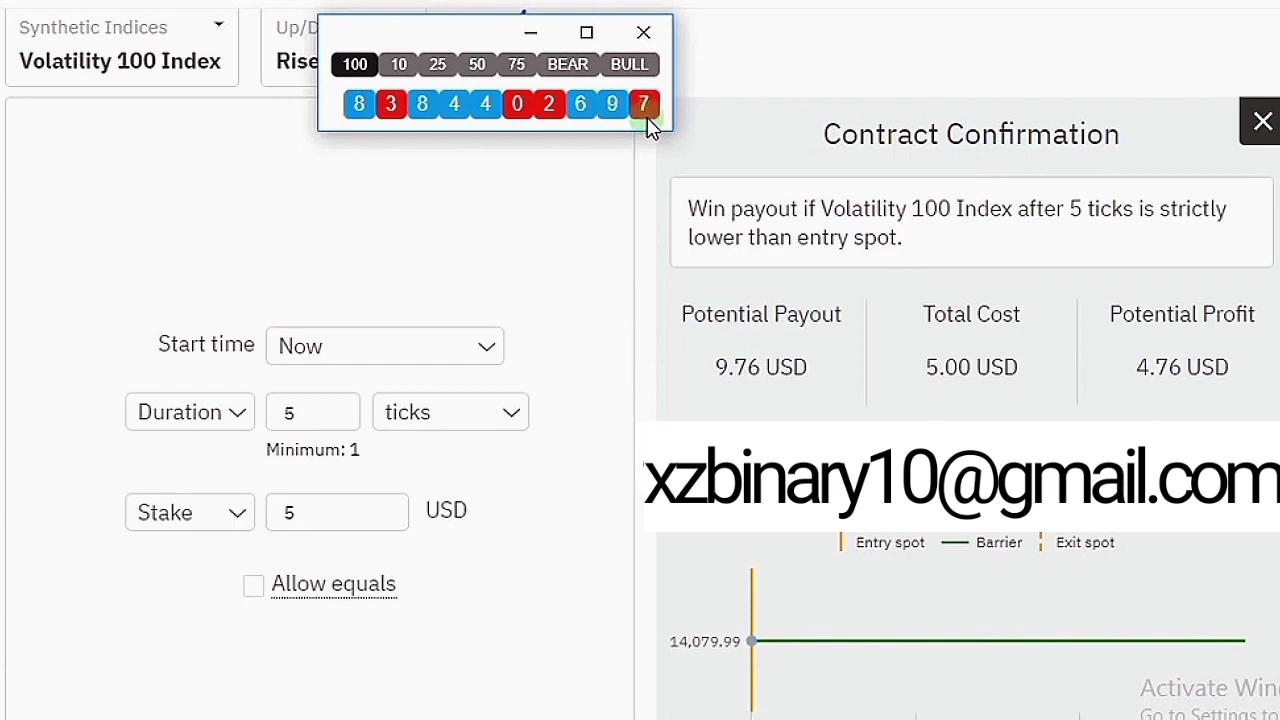 Synthetic Indices
Volatility 100 Index
Up/D
Rise
100 10 25 50 75 BEAR BULL
8 3 8 4 4 0 2 6 9 7
Contract Confirmation
Win payout if Volatility 100 Index after 5 ticks is strictly
lower than entry spot.
Potential Payout Total Cost Potential Profit
9.76 USD 5.00 USD 4.76 USD
Start time Now
Duration 5 ticks
Minimum: 1
Stake 5 USD
Allow equals
xzbinary10@gmail.com
Entry spot Barrier Exit spot
14,079.99
Activate Win
Go to Settings to